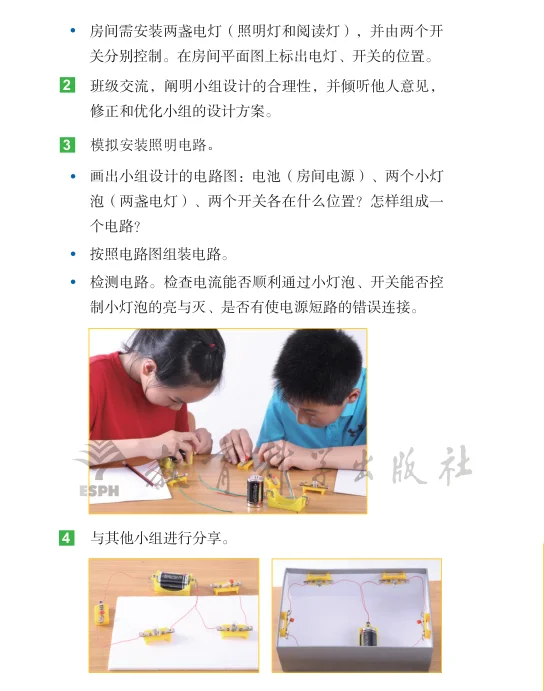 • 房间需安装两盏电灯（照明灯和阅读灯），并由两个开
关分别控制。在房间平面图上标出电灯、开关的位置。
2 班级交流，阐明小组设计的合理性，并倾听他人意见，
修正和优化小组的设计方案。
3 模拟安装照明电路。
• 画出小组设计的电路图：电池（房间电源）、两个小灯
泡（两盏电灯）、两个开关各在什么位置？怎样组成一
个电路？
• 按照电路图组装电路。
• 检测电路。检查电流能否顺利通过小灯泡、开关能否控
制小灯泡的亮与灭、是否有使电源短路的错误连接。
ESPH 教育科学出版社
4 与其他小组进行分享。